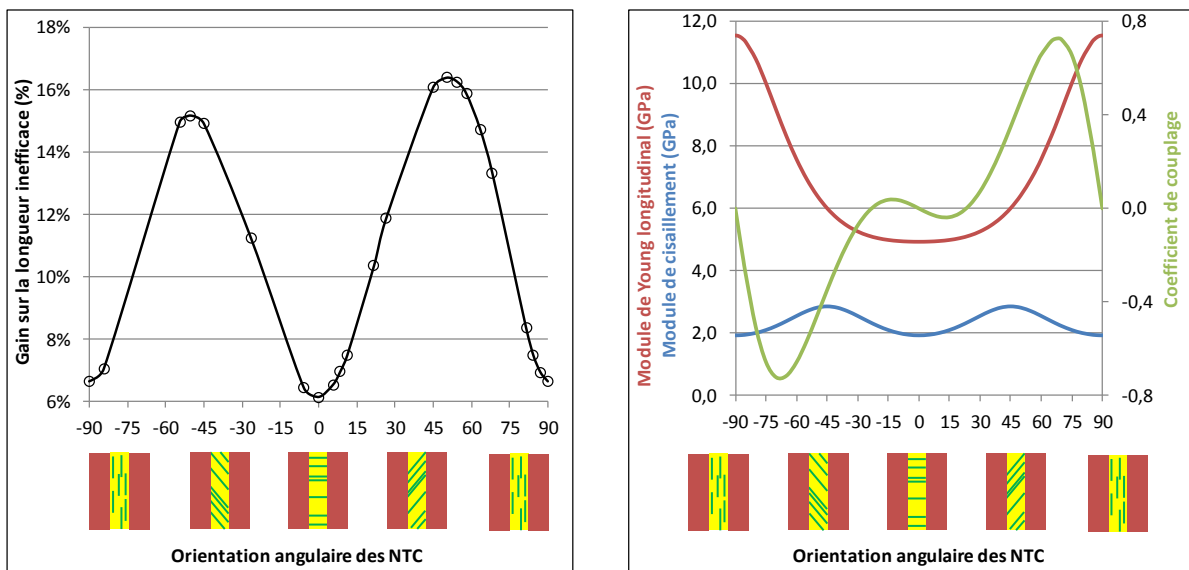 Gain sur la longueur inefficace (%)
18%
16%
14%
12%
10%
8%
6%
-90 -75 -60 -45 -30 -15 0 15 30 45 60 75 90
Orientation angulaire des NTC
Module de Young longitudinal (GPa)
Module de cisaillement (GPa)
12,0
10,0
8,0
6,0
4,0
2,0
0,0
0,8
0,4
0,0
-0,4
-0,8
Coefficient de couplage
-90 -75 -60 -45 -30 -15 0 15 30 45 60 75 90
Orientation angulaire des NTC